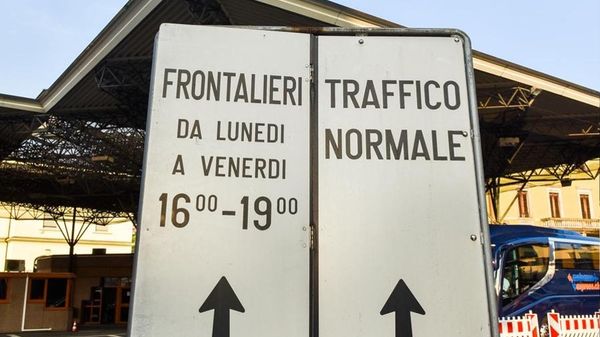 FRONTALIERI
DA LUNEDI
A VENERDI
16⁰⁰-19⁰⁰
TRAFFICO
NORMALE